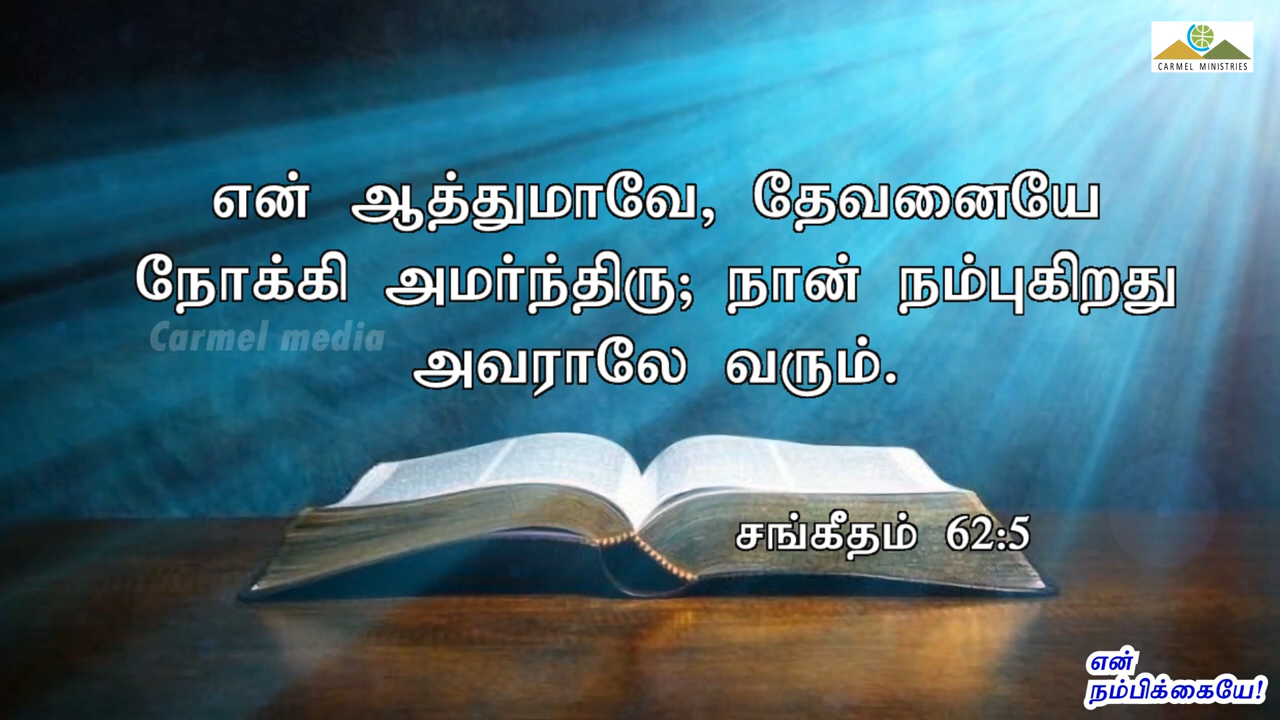 CARMEL MINISTRIES
என் ஆத்துமாவே, தேவனையே
நோக்கி அமர்ந்திரு; நான் நம்புகிறது
Carmel media
அவராலே வரும்.
சங்கீதம் 62:5
என்
நம்பிக்கையே!